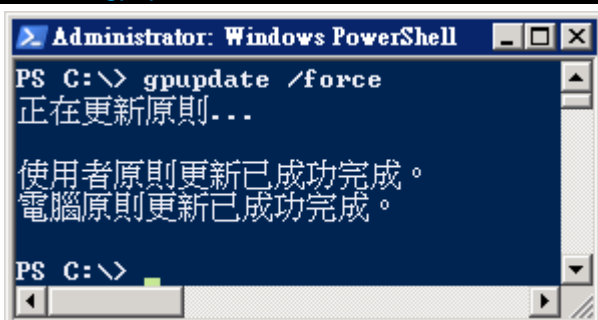 Administrator: Windows PowerShell
PS C:\> gpupdate /force
正在更新原則...
使用者原則更新已成功完成。
電腦原則更新已成功完成。
PS C:\>